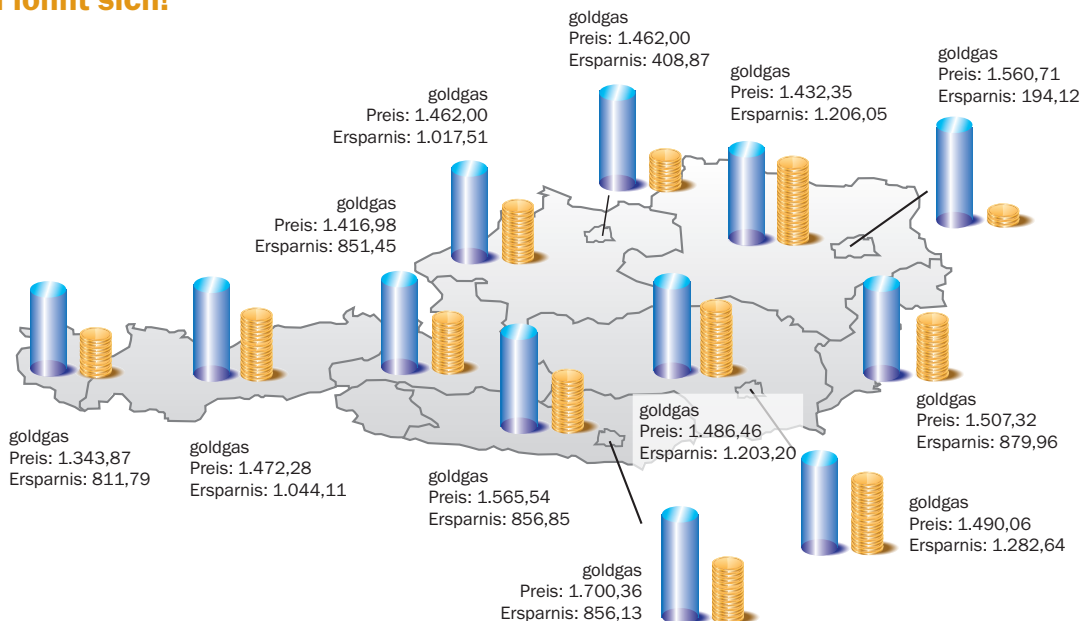 lohnt sich!
goldgas
Preis: 1.462,00
Ersparnis: 408,87
goldgas
Preis: 1.432,35
Ersparnis: 1.206,05
goldgas
Preis: 1.560,71
Ersparnis: 194,12
goldgas
Preis: 1.462,00
Ersparnis: 1.017,51
goldgas
Preis: 1.416,98
Ersparnis: 851,45
goldgas
Preis: 1.343,87
Ersparnis: 811,79
goldgas
Preis: 1.472,28
Ersparnis: 1.044,11
goldgas
Preis: 1.565,54
Ersparnis: 856,85
goldgas
Preis: 1.486,46
Ersparnis: 1.203,20
goldgas
Preis: 1.507,32
Ersparnis: 879,96
goldgas
Preis: 1.490,06
Ersparnis: 1.282,64
goldgas
Preis: 1.700,36
Ersparnis: 856,13